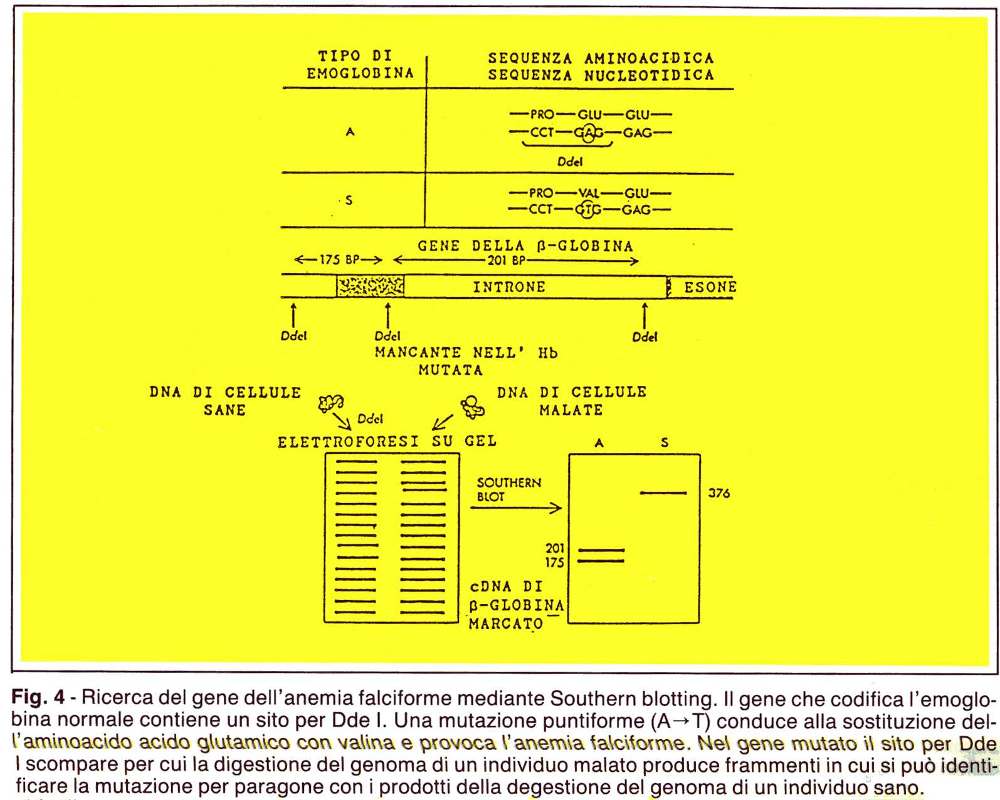 TIPO DI
EMOGLOBINA
SEQUENZA AMINOACIDICA
SEQUENZA NUCLEOTIDICA
A
—PRO—GLU—GLU—
—CCT—GAG—GAG—
DdeI
S
—PRO—VAL—GLU—
—CCT—GTG—GAG—
GENE DELLA β-GLOBINA
175 BP
201 BP
INTRONE
ESONE
DdeI
DdeI
DdeI
MANCANTE NELL' Hb
MUTATA
DNA DI CELLULE
SANE
DdeI
DNA DI CELLULE
MALATE
ELETTROFORESI SU GEL
A S
SOUTHERN
BLOT
376
201
175
cDNA DI
β-GLOBINA
MARCATO
Fig. 4 - Ricerca del gene dell'anemia falciforme mediante Southern blotting. Il gene che codifica l'emoglo-
bina normale contiene un sito per Dde I. Una mutazione puntiforme (A→T) conduce alla sostituzione del-
l'aminoacido acido glutamico con valina e provoca l'anemia falciforme. Nel gene mutato il sito per Dde
I scompare per cui la digestione del genoma di un individuo malato produce frammenti in cui si può identi-
ficare la mutazione per paragone con i prodotti della degestione del genoma di un individuo sano.